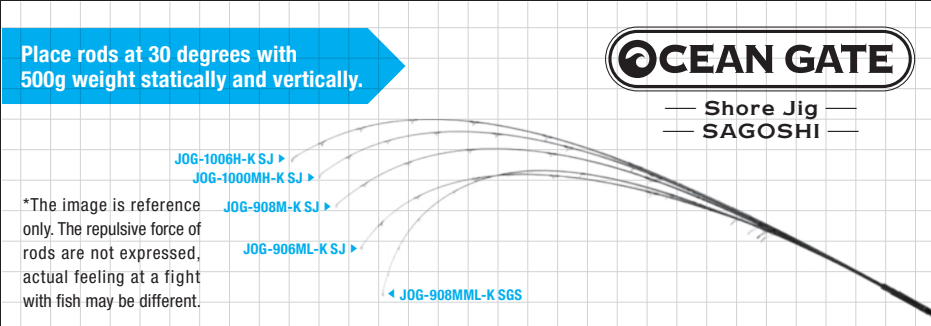 Place rods at 30 degrees with
500g weight statically and vertically.
OCEAN GATE
Shore Jig
SAGOSHI
JOG-1006H-K SJ
JOG-1000MH-K SJ
JOG-908M-K SJ
JOG-906ML-K SJ
JOG-908MML-K SGS
*The image is reference
only. The repulsive force of
rods are not expressed,
actual feeling at a fight
with fish may be different.